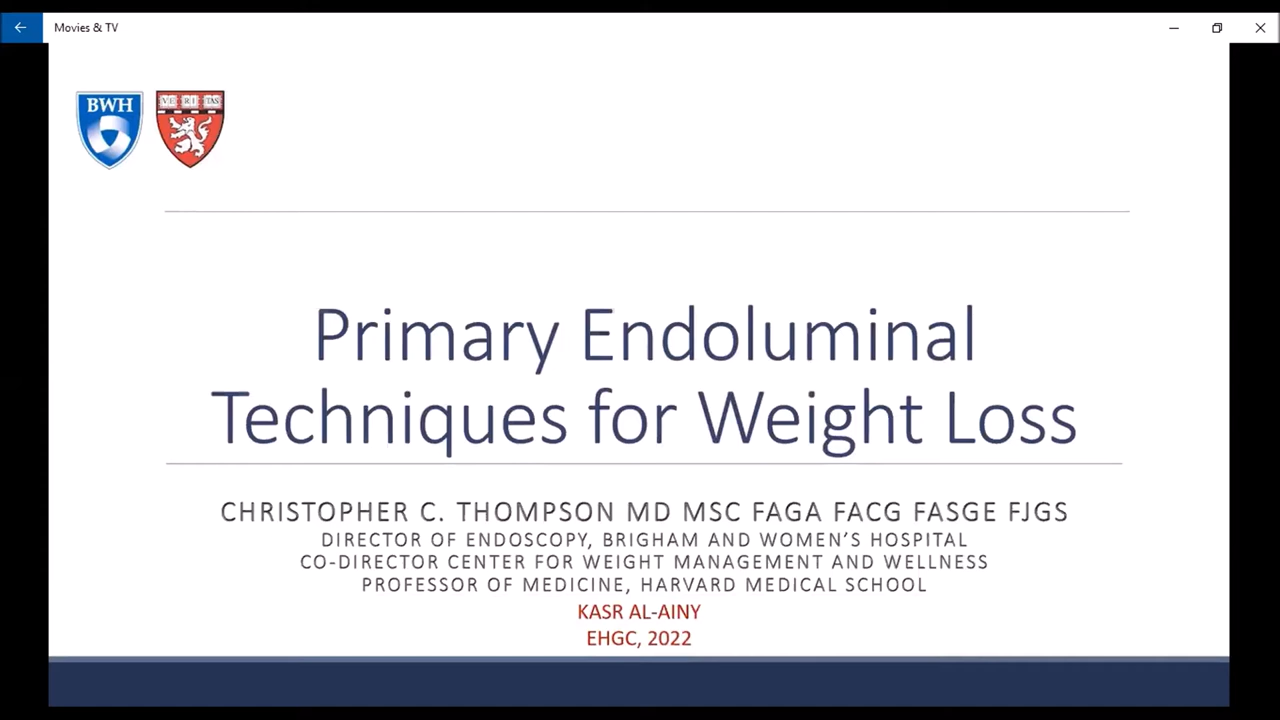 Movies & TV
BWH
VE RI TAS
Primary Endoluminal
Techniques for Weight Loss
CHRISTOPHER C. THOMPSON MD MSC FAGA FACG FASGE FJGS
DIRECTOR OF ENDOSCOPY, BRIGHAM AND WOMEN’S HOSPITAL
CO-DIRECTOR CENTER FOR WEIGHT MANAGEMENT AND WELLNESS
PROFESSOR OF MEDICINE, HARVARD MEDICAL SCHOOL
KASR AL-AINY
EHGC, 2022